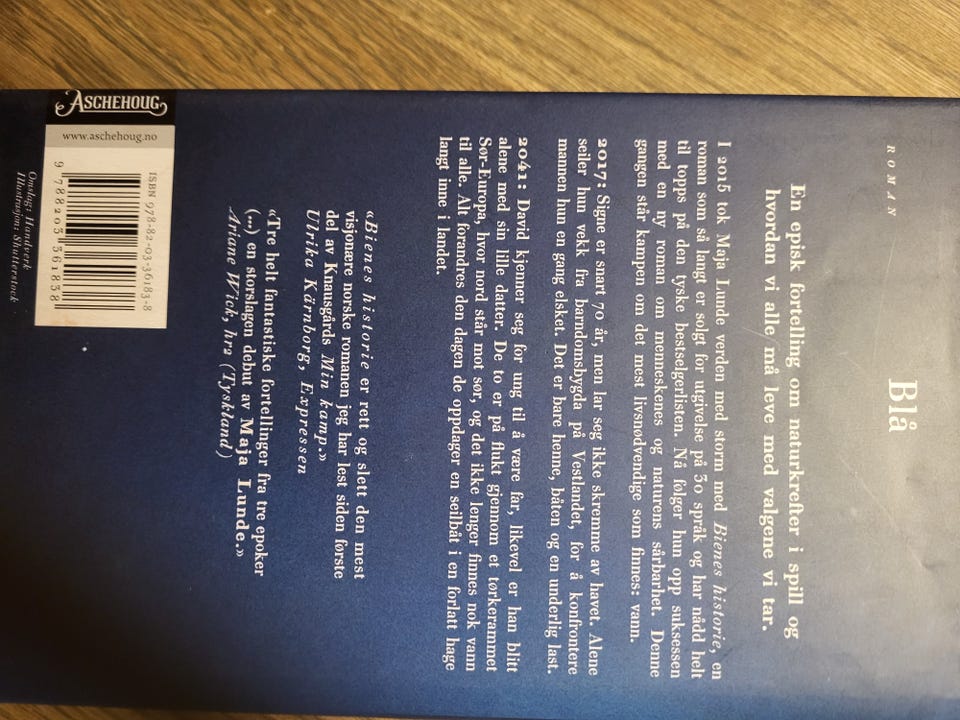 ROMAN
Blå
En episk fortelling om naturkrefter i spill og
hvordan vi alle må leve med valgene vi tar.
I 2015 tok Maja Lunde verden med storm med Bienes historie, en
roman som så langt er solgt for utgivelse på 30 språk og har nådd helt
til topps på den tyske bestselgerlisten. Nå følger hun opp suksessen
med en ny roman om menneskenes og naturens sårbarhet. Denne
gangen står kampen om det mest livsnødvendige som finnes: vann.
2017: Signe er snart 70 år, men lar seg ikke skremme av havet. Alene
seiler hun vekk fra barndomsbygda på Vestlandet, for å konfrontere
mannen hun en gang elsket. Det er bare henne, båten og en underlig last.
2041: David kjenner seg for ung til å være far, likevel er han blitt
alene med sin lille datter. De to er på flukt gjennom et tørkerammet
Sør-Europa, hvor nord står mot sør, og det ikke lenger finnes nok vann
til alle. Alt forandres den dagen de oppdager en seilbåt i en forlatt hage
langt inne i landet.
«Bienes historie er rett og slett den mest
visjonære norske romanen jeg har lest siden første
del av Knausgårds Min kamp.»
Ulrika Kärnborg, Expressen
«Tre helt fantastiske fortellinger fra tre epoker
(...) en storslagen debut av Maja Lunde.»
Ariane Wick, hr2 (Tyskland)
ASCHEHOUG
www.aschehoug.no
ISBN 978-82-03-36183-8
9 788203 361838
Omslag: Handverk
Illustrasjon: Shutterstock